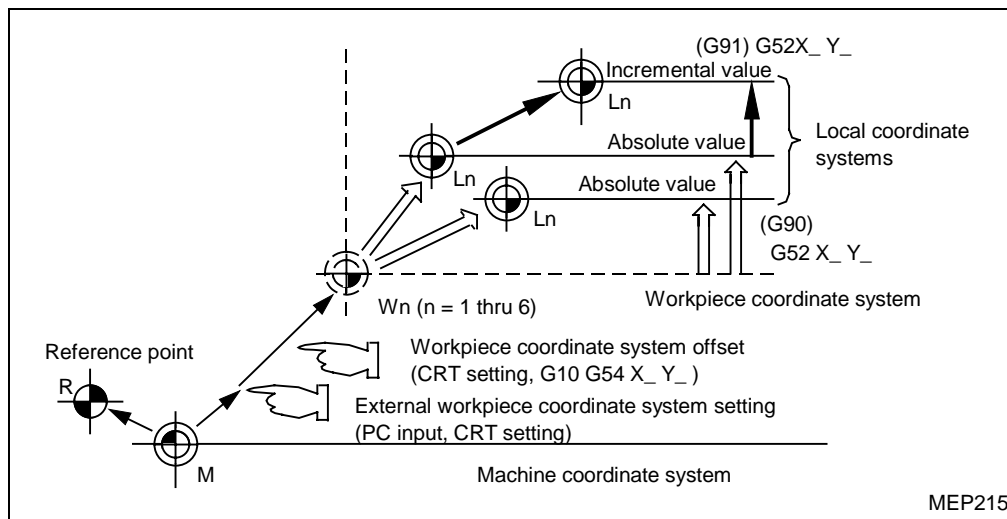 (G91) G52X_ Y_
Incremental value
Ln
Absolute value
Local coordinate
systems
Ln
Absolute value
Ln
(G90)
G52 X_ Y_
Wn (n = 1 thru 6)
Workpiece coordinate system
Reference point
Workpiece coordinate system offset
(CRT setting, G10 G54 X_ Y_ )
R
External workpiece coordinate system setting
(PC input, CRT setting)
M
Machine coordinate system
MEP215